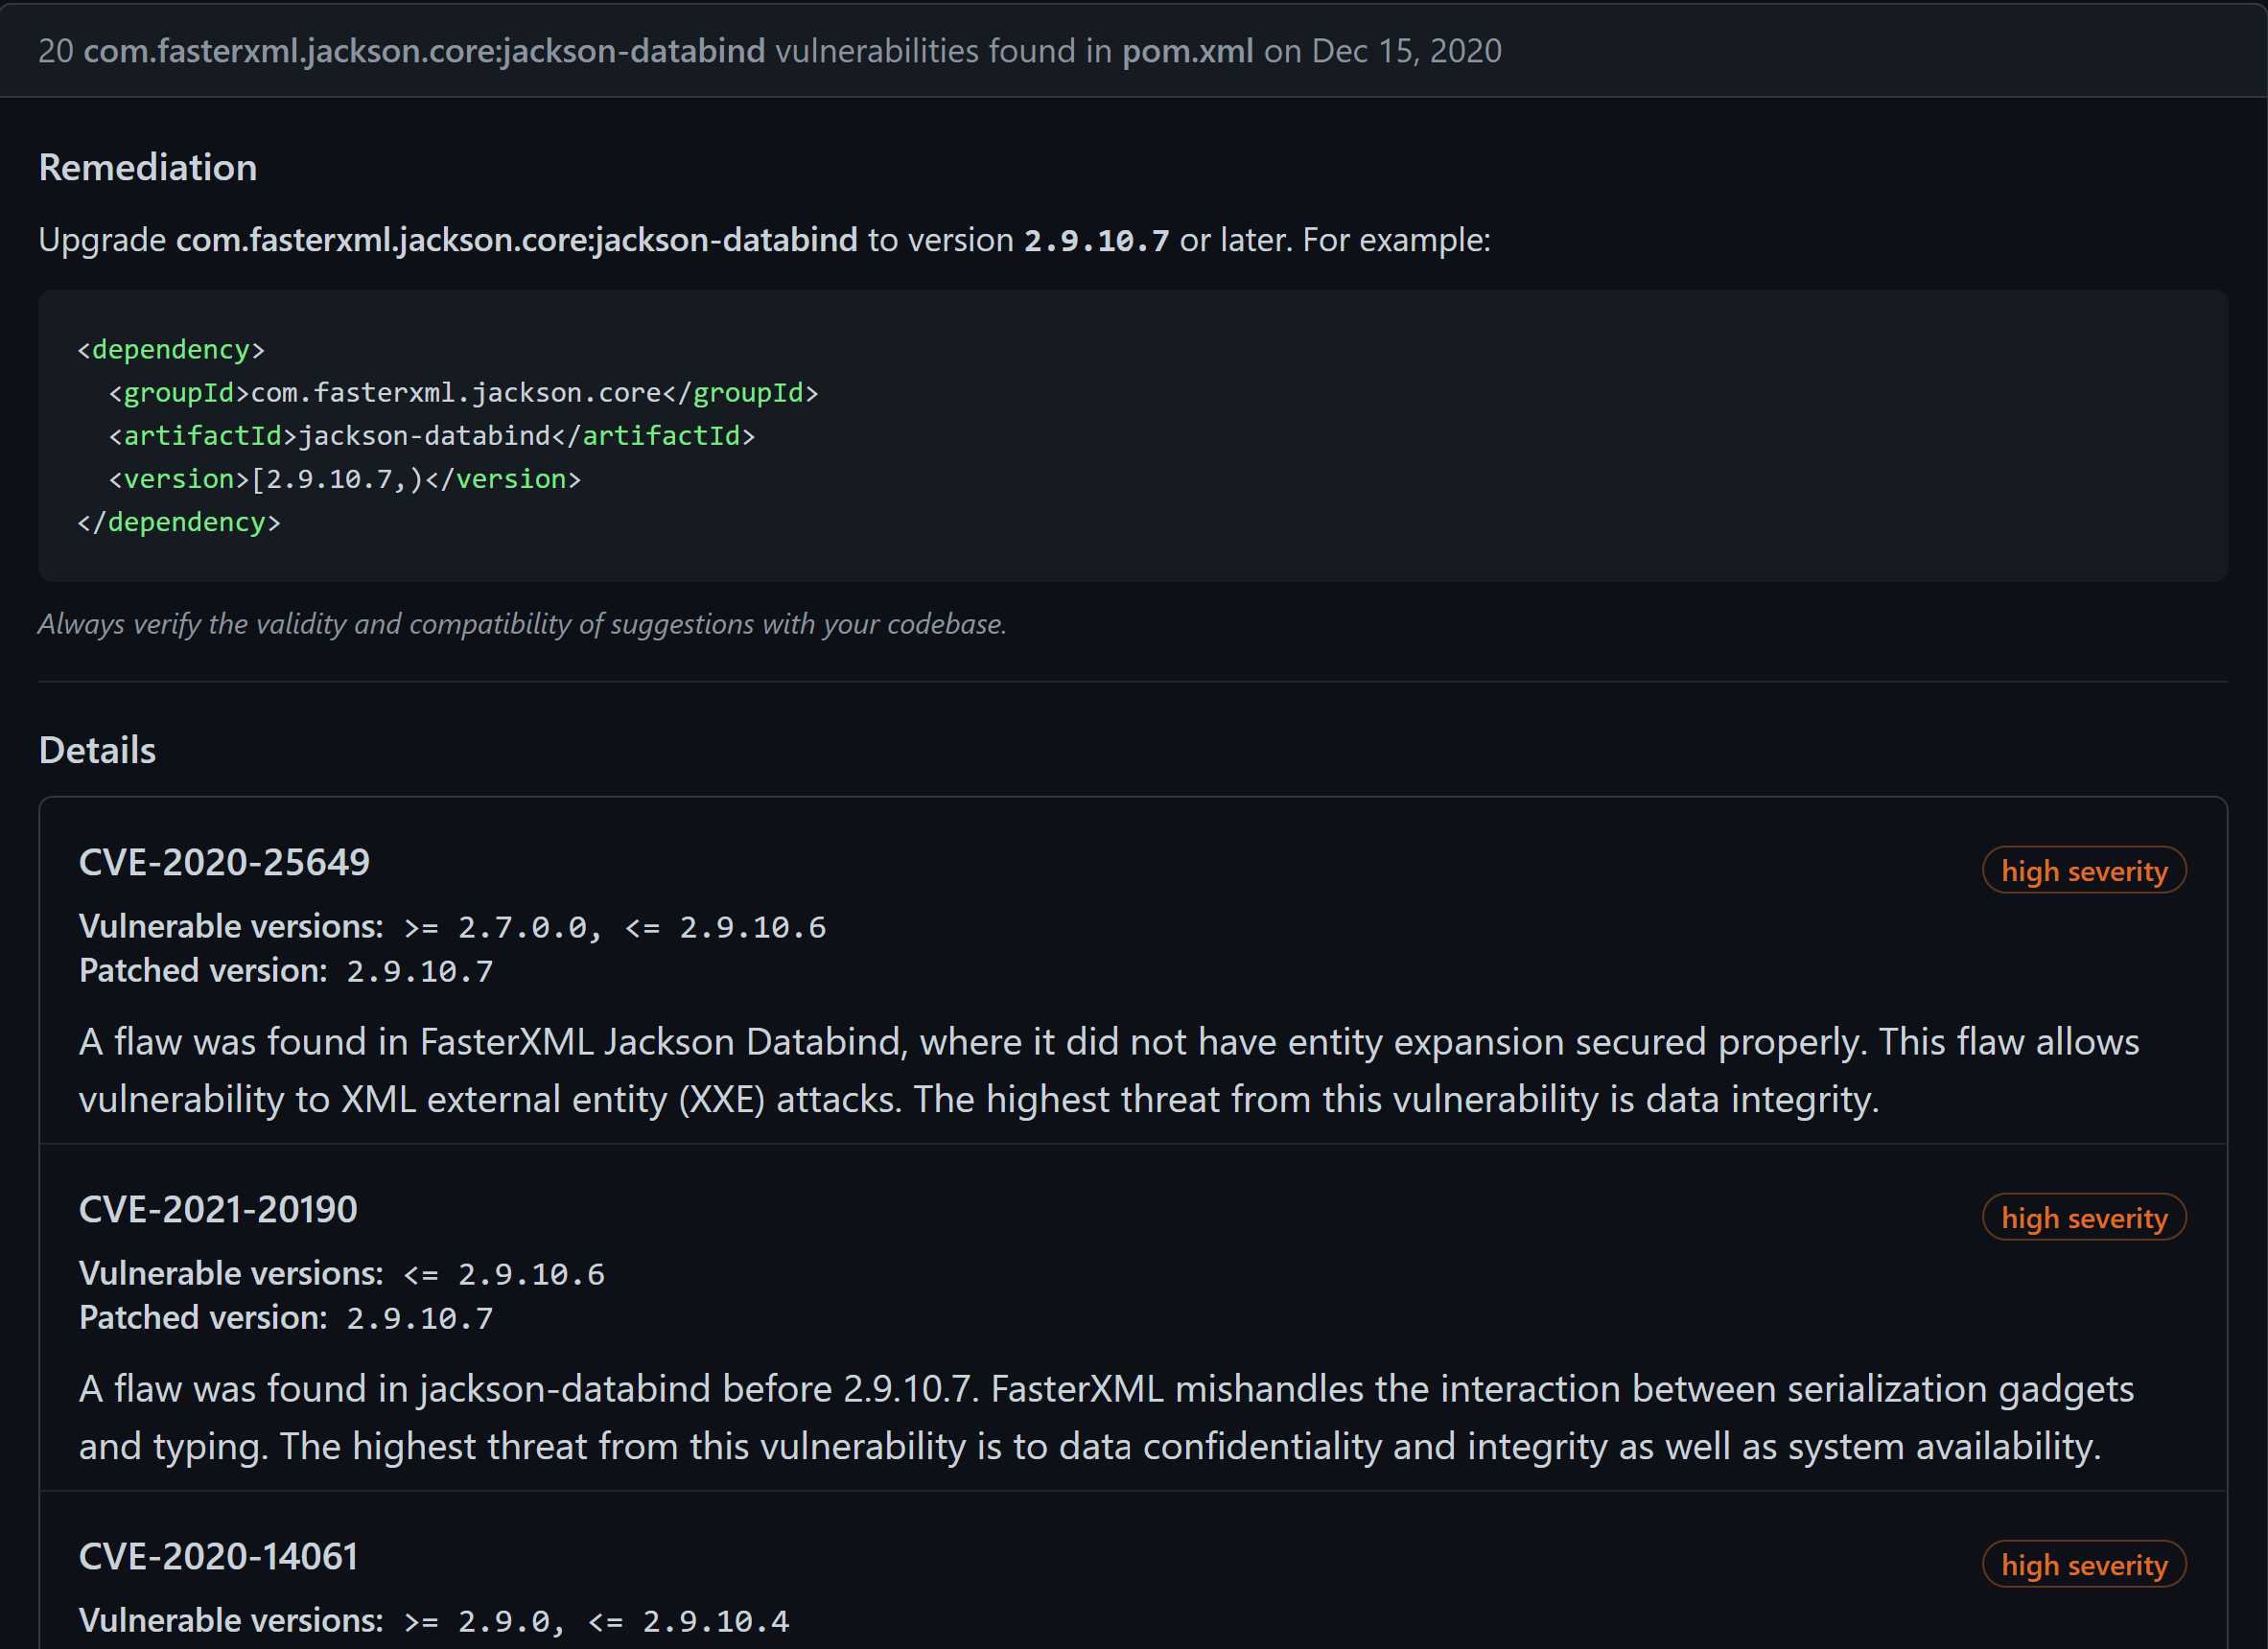 20 com.fasterxml.jackson.core:jackson-databind vulnerabilities found in pom.xml on Dec 15, 2020
Remediation
Upgrade com.fasterxml.jackson.core:jackson-databind to version 2.9.10.7 or later. For example:
<dependency>
  <groupId>com.fasterxml.jackson.core</groupId>
  <artifactId>jackson-databind</artifactId>
  <version>[2.9.10.7,)</version>
</dependency>
Always verify the validity and compatibility of suggestions with your codebase.
Details
CVE-2020-25649 high severity
Vulnerable versions: >= 2.7.0.0, <= 2.9.10.6
Patched version: 2.9.10.7
A flaw was found in FasterXML Jackson Databind, where it did not have entity expansion secured properly. This flaw allows
vulnerability to XML external entity (XXE) attacks. The highest threat from this vulnerability is data integrity.
CVE-2021-20190 high severity
Vulnerable versions: <= 2.9.10.6
Patched version: 2.9.10.7
A flaw was found in jackson-databind before 2.9.10.7. FasterXML mishandles the interaction between serialization gadgets
and typing. The highest threat from this vulnerability is to data confidentiality and integrity as well as system availability.
CVE-2020-14061 high severity
Vulnerable versions: >= 2.9.0, <= 2.9.10.4